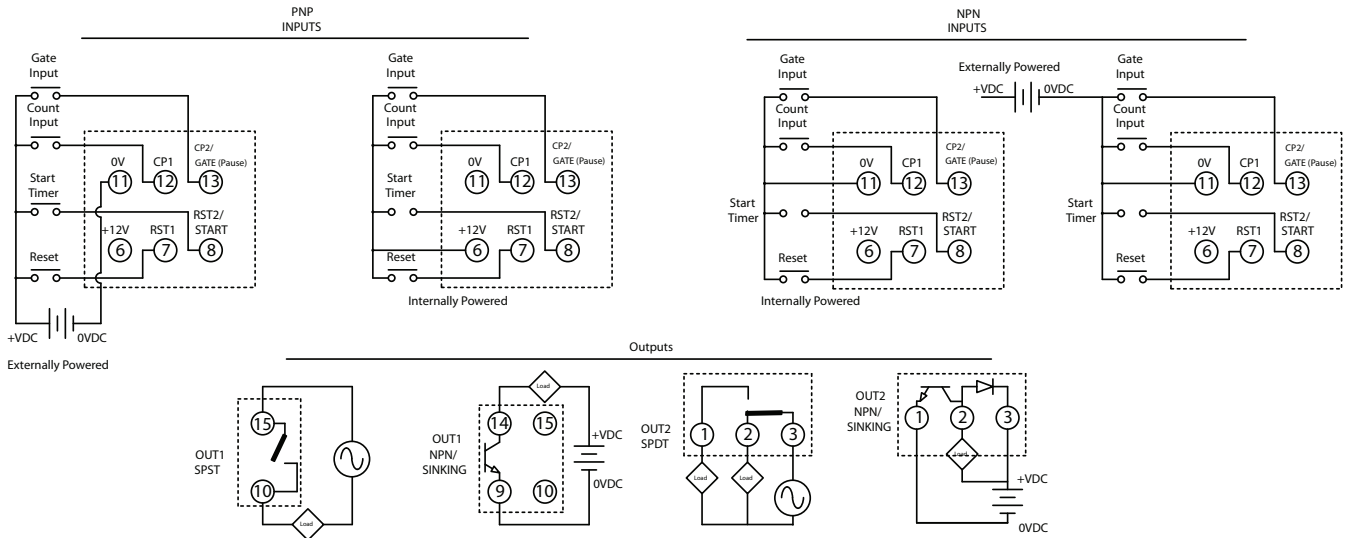 PNP
INPUTS
Gate
Input
Count
Input
Start
Timer
Reset
0V
CP1
CP2/
GATE (Pause)
11
12
13
+12V
RST1
RST2/
START
6
7
8
+VDC
0VDC
Externally Powered
Gate
Input
Count
Input
Start
Timer
Reset
0V
CP1
CP2/
GATE (Pause)
11
12
13
+12V
RST1
RST2/
START
6
7
8
Internally Powered
NPN
INPUTS
Gate
Input
Count
Input
Start
Timer
Reset
0V
CP1
CP2/
GATE (Pause)
11
12
13
+12V
RST1
RST2/
START
6
7
8
Internally Powered
Externally Powered
+VDC
0VDC
Gate
Input
Count
Input
Start
Timer
Reset
0V
CP1
CP2/
GATE (Pause)
11
12
13
+12V
RST1
RST2/
START
6
7
8
Outputs
OUT1
SPST
15
10
Load
OUT1
NPN/
SINKING
14
15
9
10
Load
+VDC
0VDC
OUT2
SPDT
1
2
3
Load
Load
OUT2
NPN/
SINKING
1
2
3
Load
+VDC
0VDC